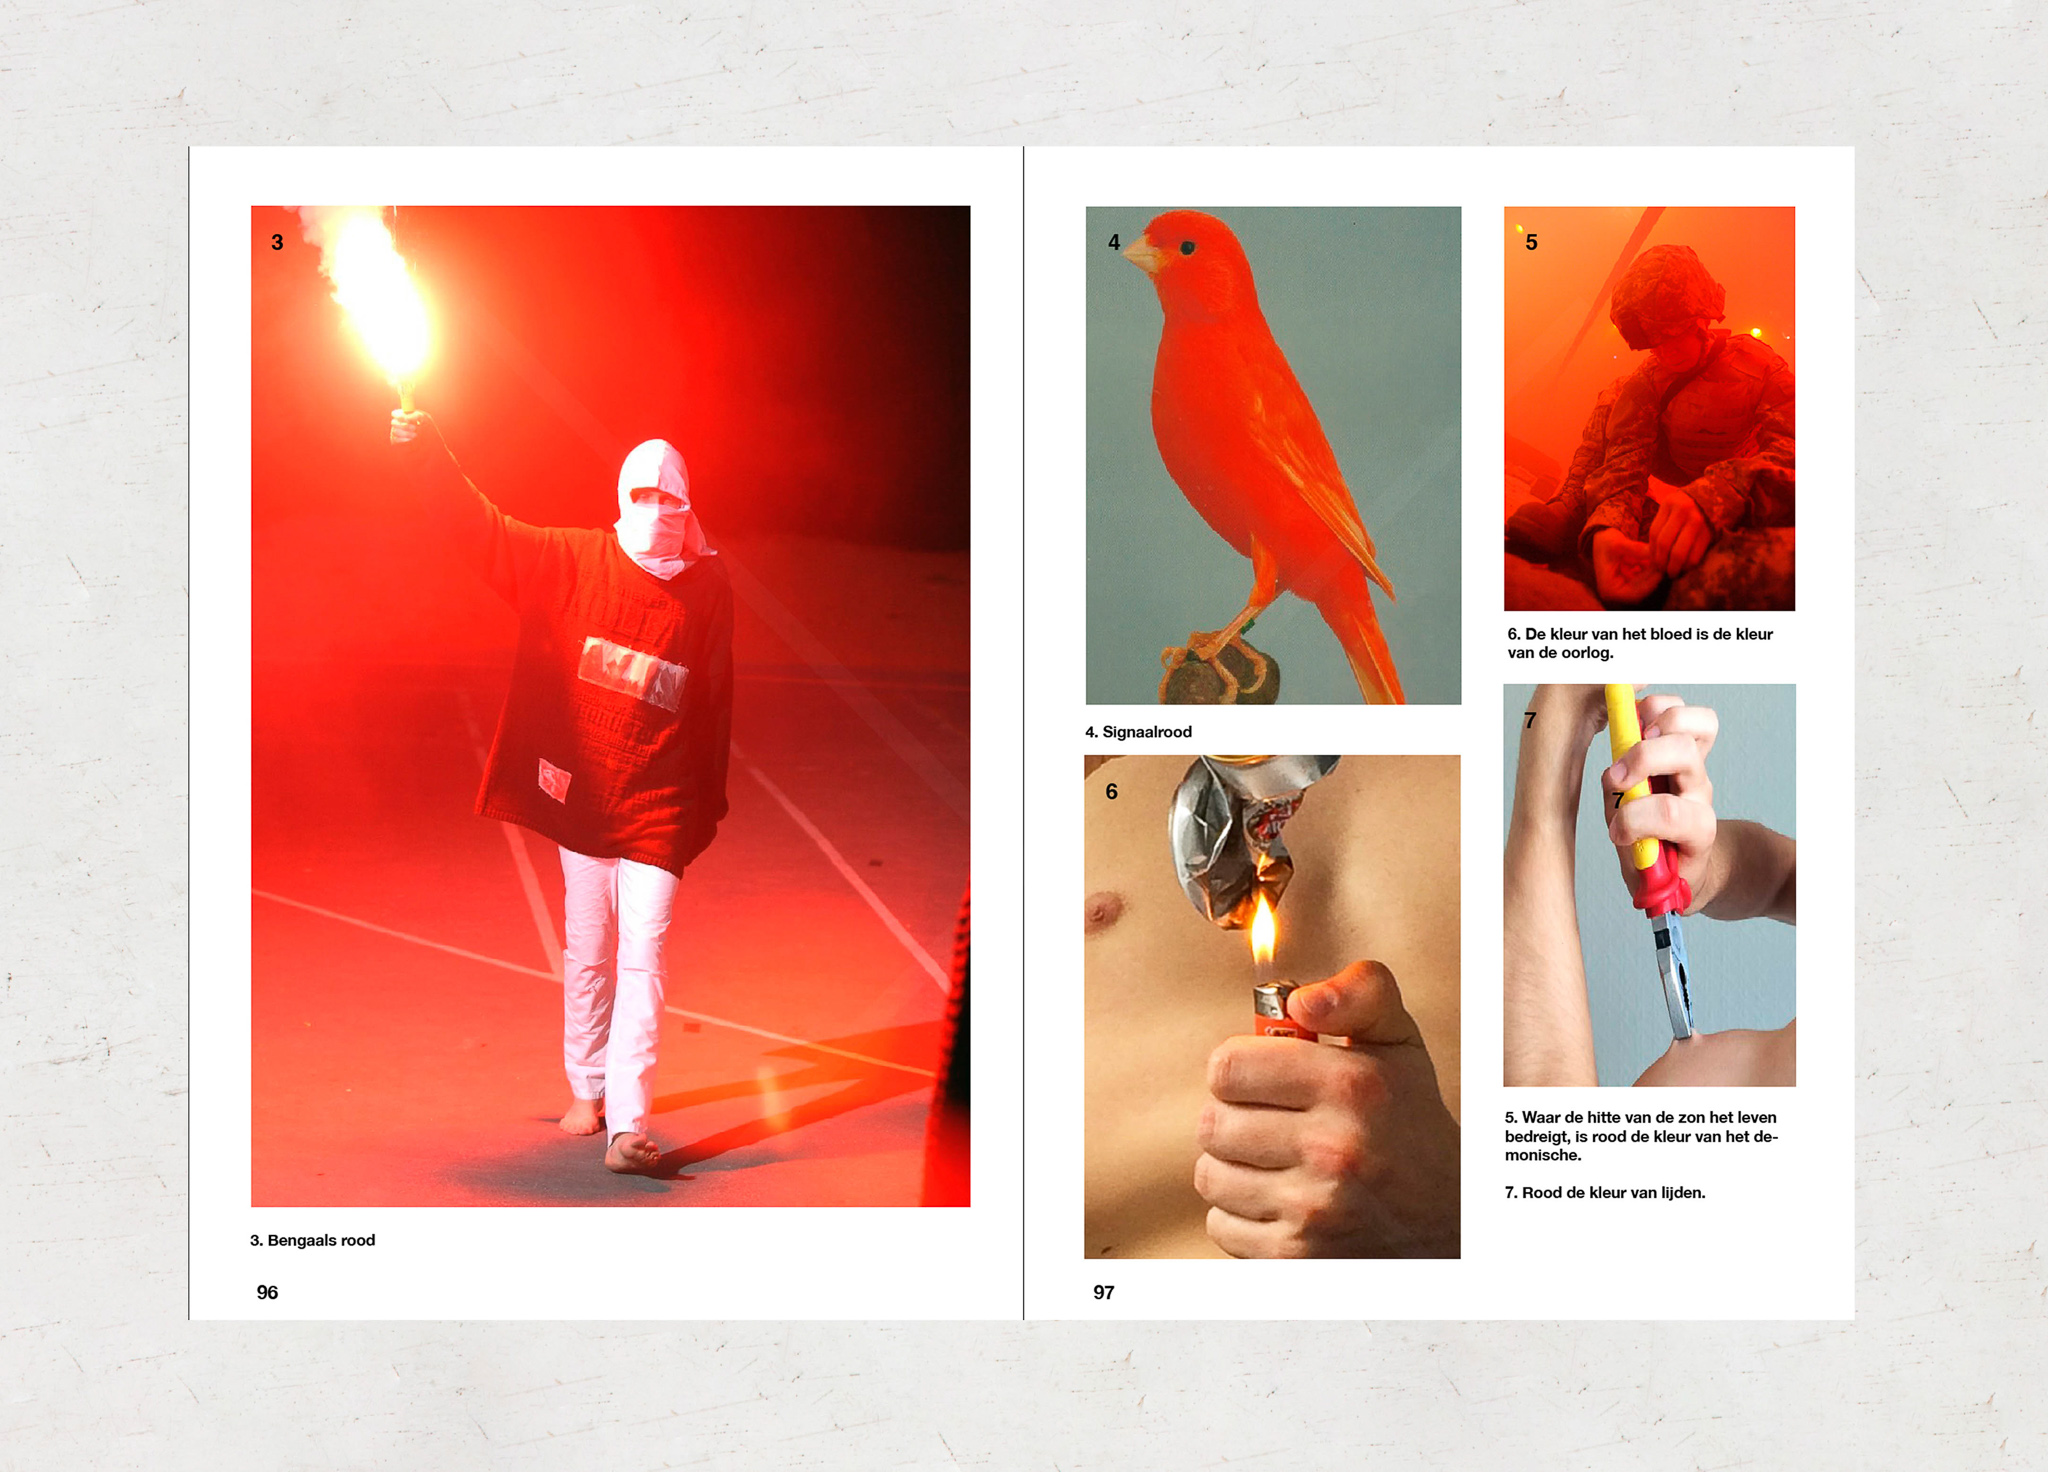 3
3. Bengaals rood
96
4
4. Signaalrood
6
97
5
6. De kleur van het bloed is de kleur
van de oorlog.
7
7
5. Waar de hitte van de zon het leven
bedreigt, is rood de kleur van het de-
monische.
7. Rood de kleur van lijden.